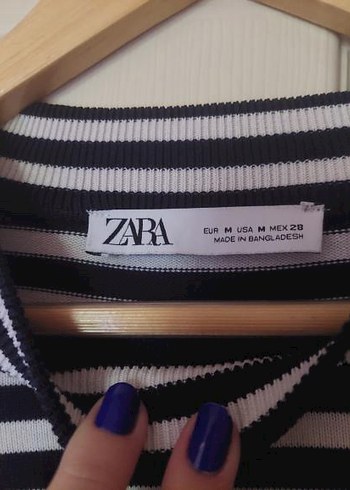 ZARA
EUR M USA M MEX 28
MADE IN BANGLADESH